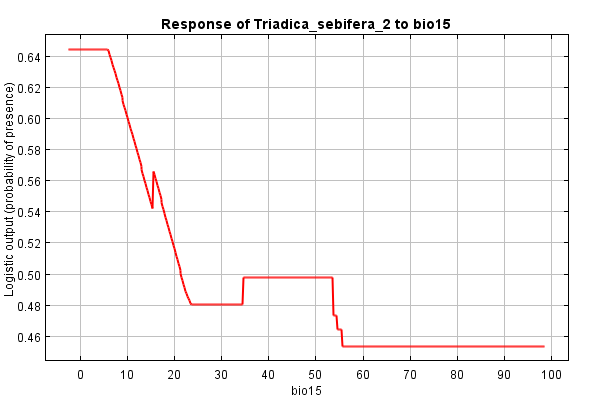 Response of Triadica_sebifera_2 to bio15
Logistic output (probability of presence)
0.64
0.62
0.60
0.58
0.56
0.54
0.52
0.50
0.48
0.46
0 10 20 30 40 50 60 70 80 90 100
bio15